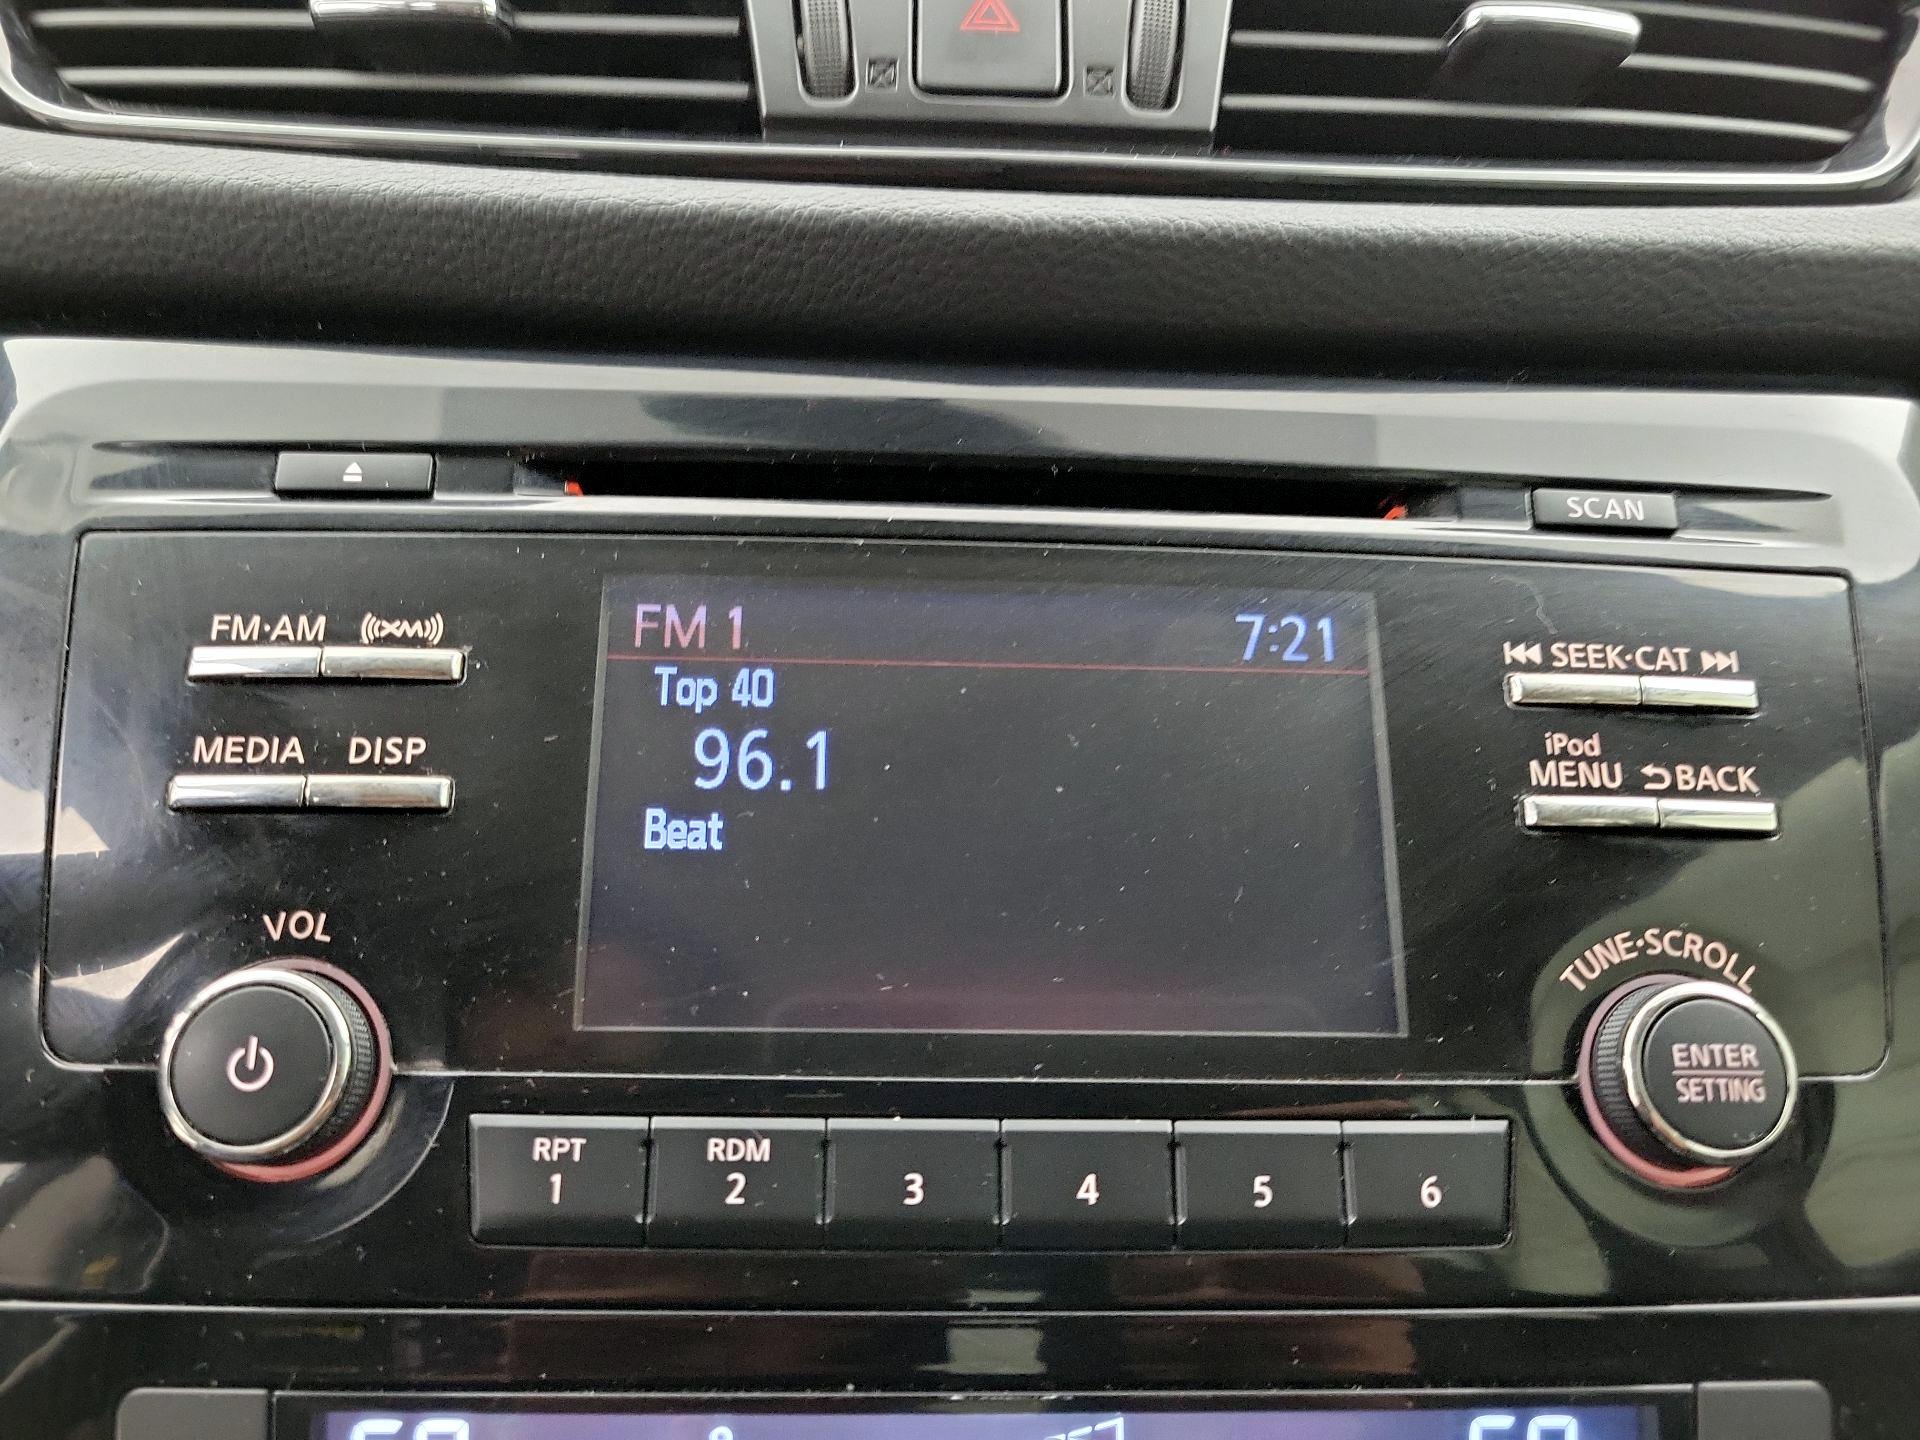 SCAN
FM·AM XM
FM 1 7:21
SEEK·CAT
Top 40
MEDIA DISP
96.1
iPod
MENU BACK
Beat
VOL
TUNE·SCROLL
ENTER
SETTING
RPT RDM
1 2 3 4 5 6